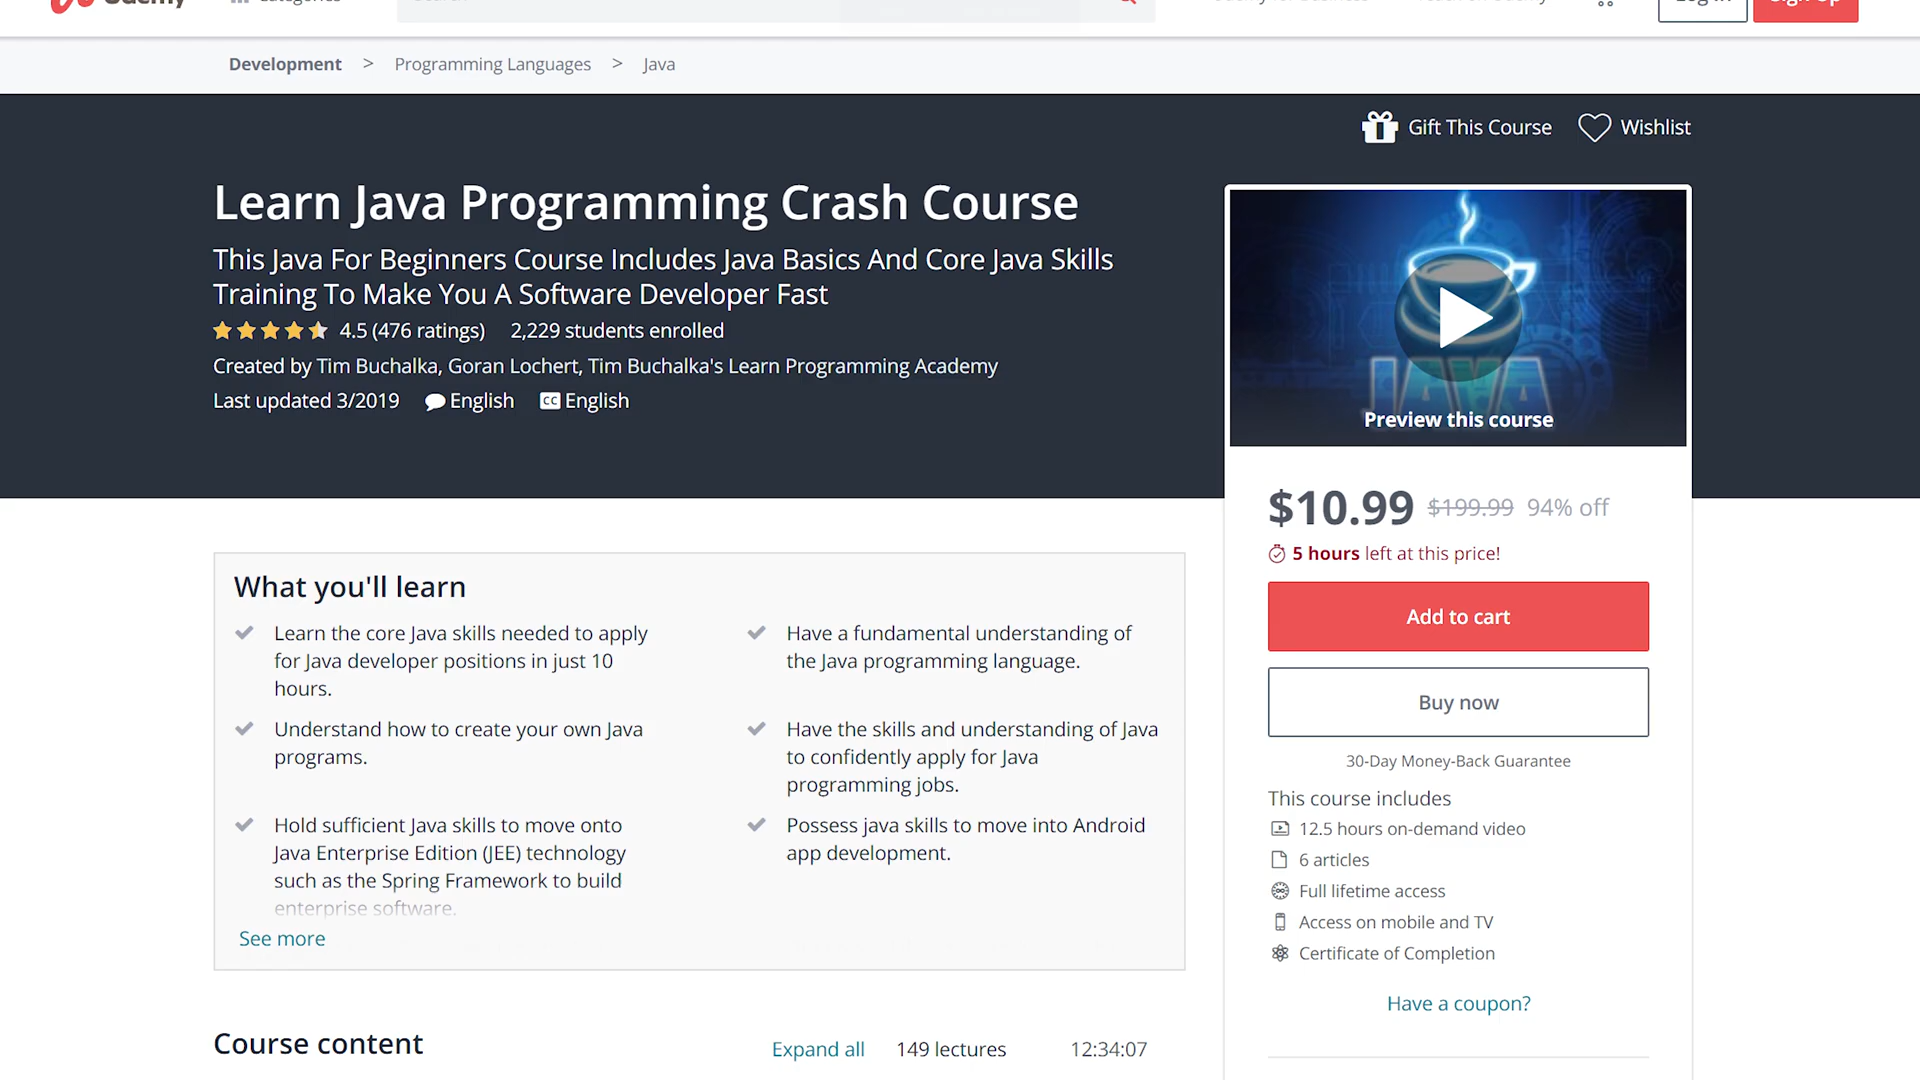 Development > Programming Languages > Java
Gift This Course Wishlist
Learn Java Programming Crash Course
This Java For Beginners Course Includes Java Basics And Core Java Skills
Training To Make You A Software Developer Fast
4.5 (476 ratings) 2,229 students enrolled
Created by Tim Buchalka, Goran Lochert, Tim Buchalka's Learn Programming Academy
Last updated 3/2019 English CC English
JAVA
Preview this course
$10.99 $199.99 94% off
5 hours left at this price!
Add to cart
Buy now
30-Day Money-Back Guarantee
This course includes
12.5 hours on-demand video
6 articles
Full lifetime access
Access on mobile and TV
Certificate of Completion
Have a coupon?
What you'll learn
Learn the core Java skills needed to apply
for Java developer positions in just 10
hours.
Have a fundamental understanding of
the Java programming language.
Understand how to create your own Java
programs.
Have the skills and understanding of Java
to confidently apply for Java
programming jobs.
Hold sufficient Java skills to move onto
Java Enterprise Edition (JEE) technology
such as the Spring Framework to build
enterprise software.
Possess java skills to move into Android
app development.
See more
Course content Expand all 149 lectures 12:34:07